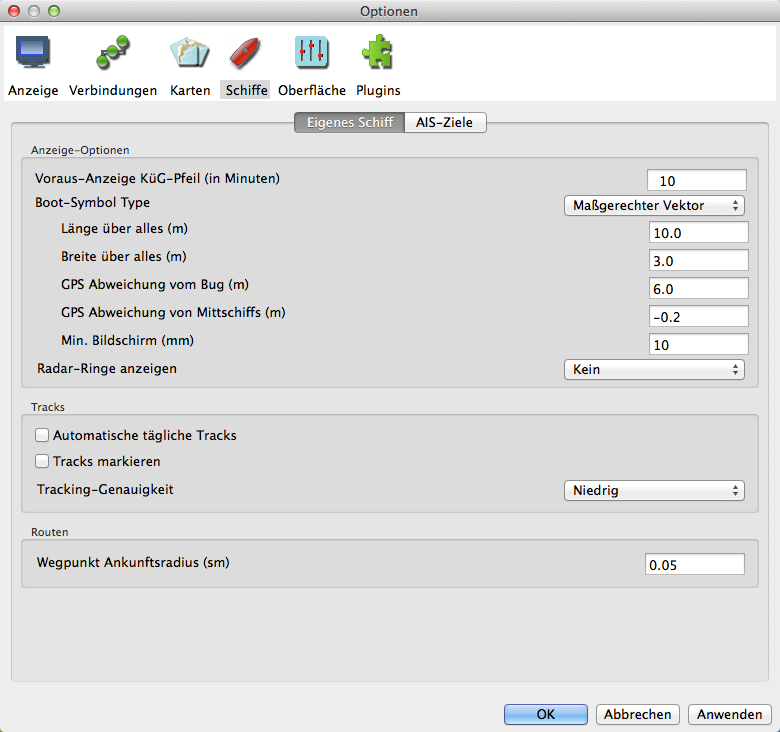 Optionen
Anzeige Verbindungen Karten Schiffe Oberfläche Plugins
Eigenes Schiff AIS-Ziele
Anzeige-Optionen
Voraus-Anzeige KüG-Pfeil (in Minuten) 10
Boot-Symbol Type Maßgerechter Vektor
Länge über alles (m) 10.0
Breite über alles (m) 3.0
GPS Abweichung vom Bug (m) 6.0
GPS Abweichung von Mittschiffs (m) -0.2
Min. Bildschirm (mm) 10
Radar-Ringe anzeigen Kein
Tracks
Automatische tägliche Tracks
Tracks markieren
Tracking-Genauigkeit Niedrig
Routen
Wegpunkt Ankunftsradius (sm) 0.05
OK Abbrechen Anwenden